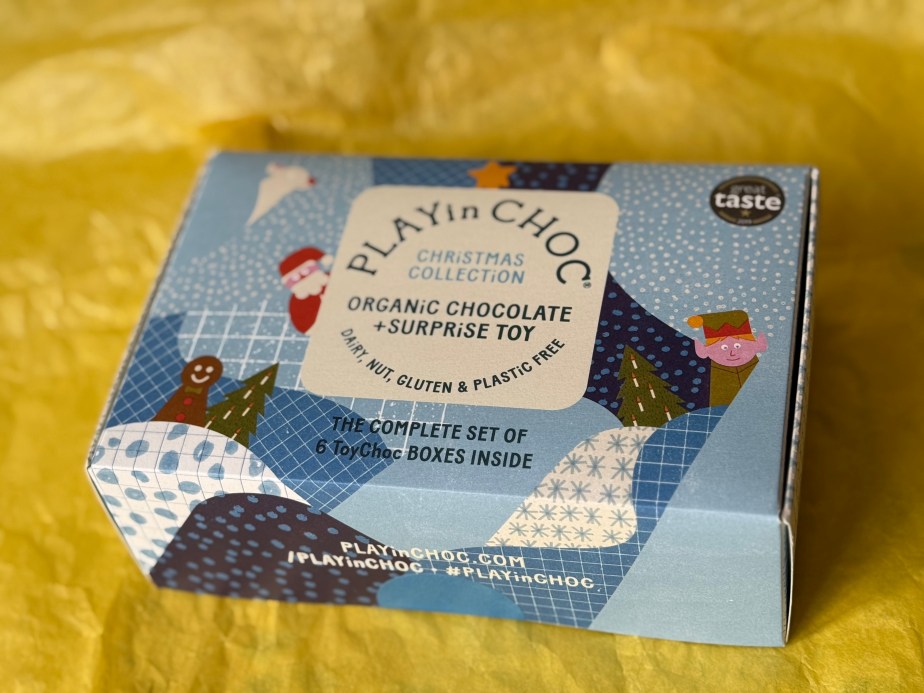 great
taste
PLAYin CHOC®
CHRiSTMAS
COLLECTiON
ORGANiC CHOCOLATE
+SURPRiSE TOY
DAiRY, NUT, GLUTEN & PLASTiC FREE
THE COMPLETE SET OF
6 ToyChoc BOXES INSIDE
PLAYinCHOC.COM
/PLAYinCHOC • #PLAYinCHOC